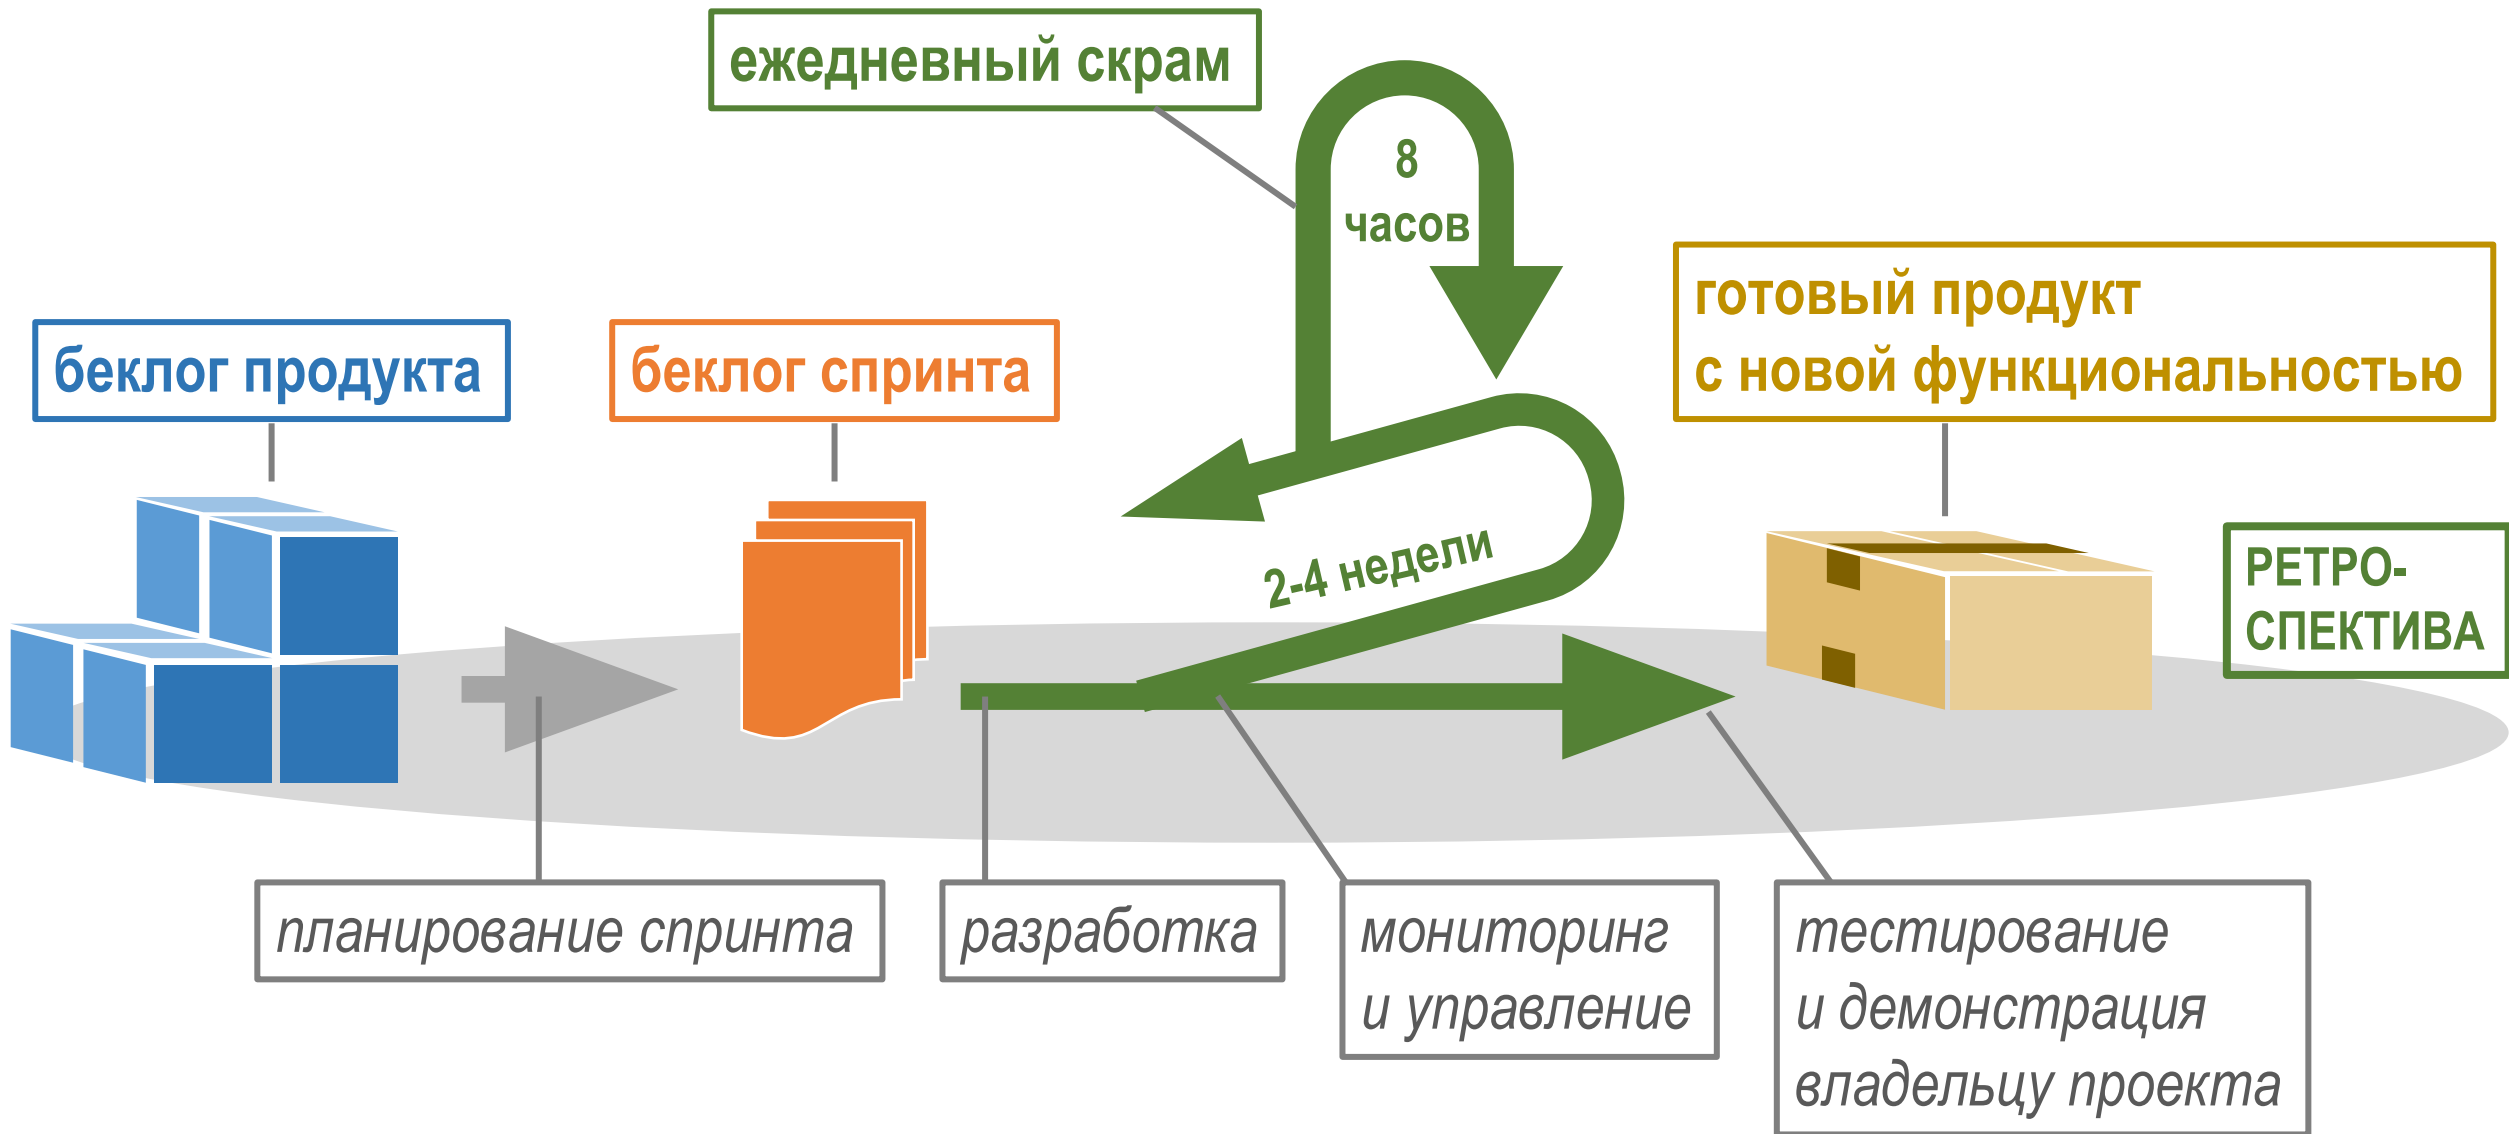 ежедневный скрам
8
часов
готовый продукт
с новой функциональностью
беклог продукта
беклог спринта
2-4 недели
РЕТРО-
СПЕКТИВА
планирование спринта
разработка
мониторинг
и управление
тестирование
и демонстрация
владельцу проекта